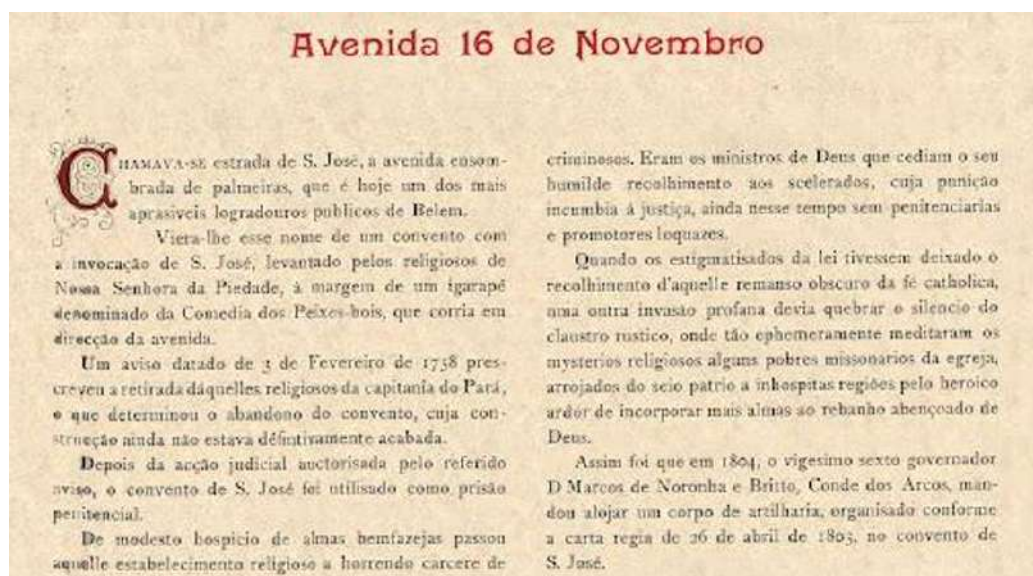 Avenida 16 de Novembro
CHAMAVA-SE estrada de S. José, a avenida ensom-
brada de palmeiras, que é hoje um dos mais
aprasiveis logradouros publicos de Belem.
Viera-lhe esse nome de um convento com
a invocação de S. José, levantado pelos religiosos de
Nossa Senhora da Piedade, à margem de um igarapé
denominado da Comedia dos Peixes-bois, que corria em
direcção da avenida.
Um aviso datado de 3 de Fevereiro de 1758 pres-
creveu a retirada dáquelles religiosos da capitania do Pará,
o que determinou o abandono do convento, cuja con-
strucção ainda não estava défintivamente acabada.
Depois da acção judicial auctorisada pelo referido
aviso, o convento de S. José foi utilisado como prisão
penitencial.
De modesto hospicio de almas bemfazejas passou
aquelle estabelecimento religioso a horrendo carcere de
criminosos. Eram os ministros de Deus que cediam o seu
humilde recolhimento aos scelerados, cuja punição
incumbia á justiça, ainda nesse tempo sem penitenciarias
e promotores loquazes.
Quando os estigmatisados da lei tivessem deixado o
recolhimento d'aquelle remanso obscuro da fé catholica,
uma outra invasão profana devia quebrar o silencio do
claustro rustico, onde tão ephemeramente meditaram os
mysterios religiosos alguns pobres missonarios da egreja,
arrojados do seio patrio a inhospitas regiões pelo heroico
ardor de incorporar mais almas ao rebanho abençoado de
Deus.
Assim foi que em 1804, o vigesimo sexto governador
D Marcos de Noronha e Britto, Conde dos Arcos, man-
dou alojar um corpo de artilharia, organisado conforme
a carta regia de 26 de abril de 1803, no convento de
S. José.